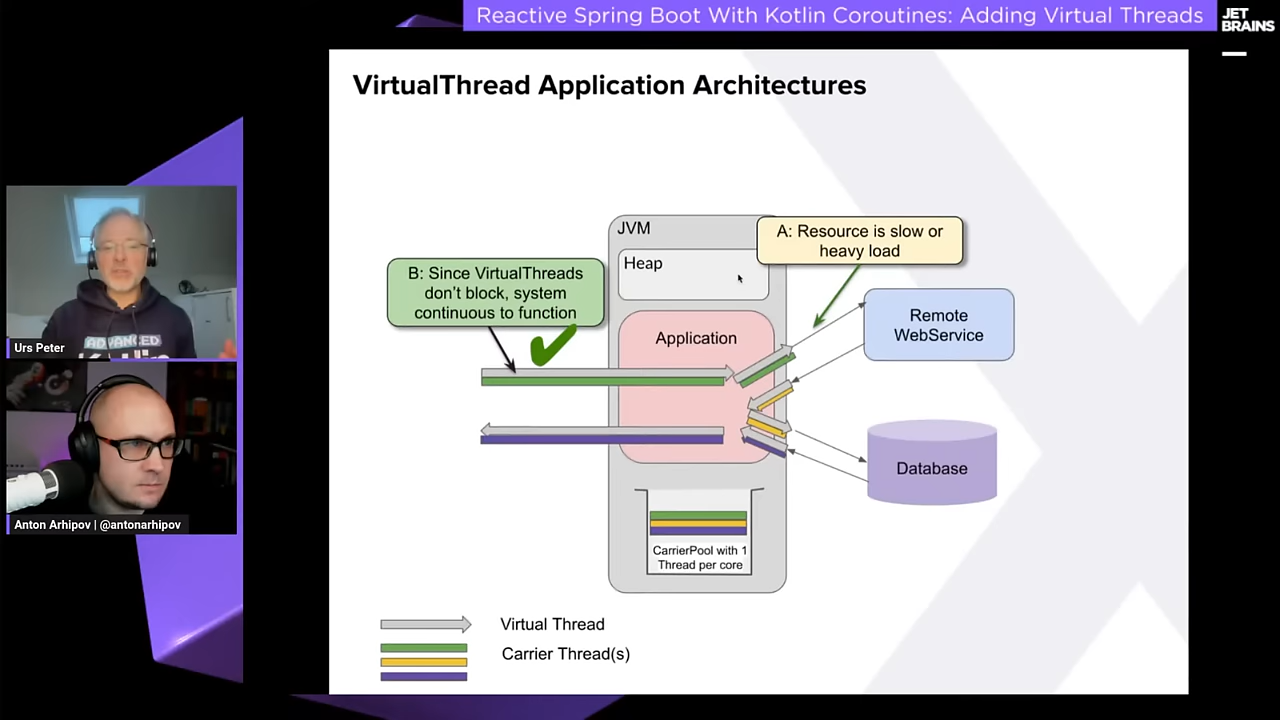 Reactive Spring Boot With Kotlin Coroutines: Adding Virtual Threads
JET
BRAINS
VirtualThread Application Architectures
JVM
Heap
A: Resource is slow or
heavy load
B: Since VirtualThreads
don't block, system
continuous to function
Application
Remote
WebService
Database
CarrierPool with 1
Thread per core
Virtual Thread
Carrier Thread(s)
ADVANCED
Urs Peter
Anton Arhipov | @antonarhipov